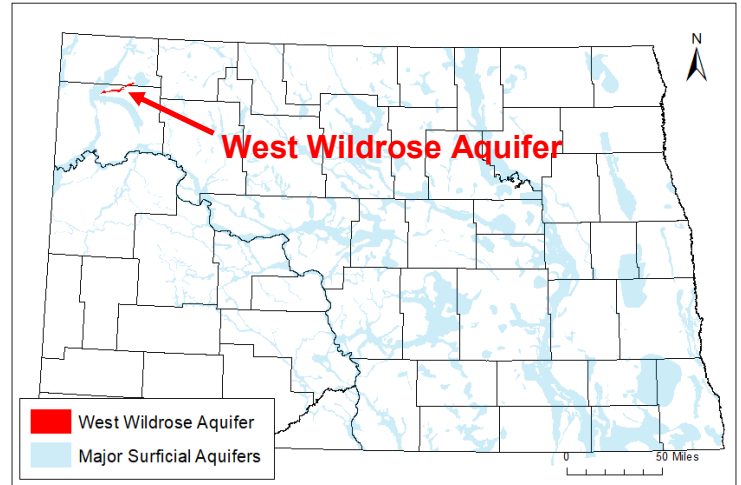 N
West Wildrose Aquifer
West Wildrose Aquifer
Major Surficial Aquifers
0 50 Miles